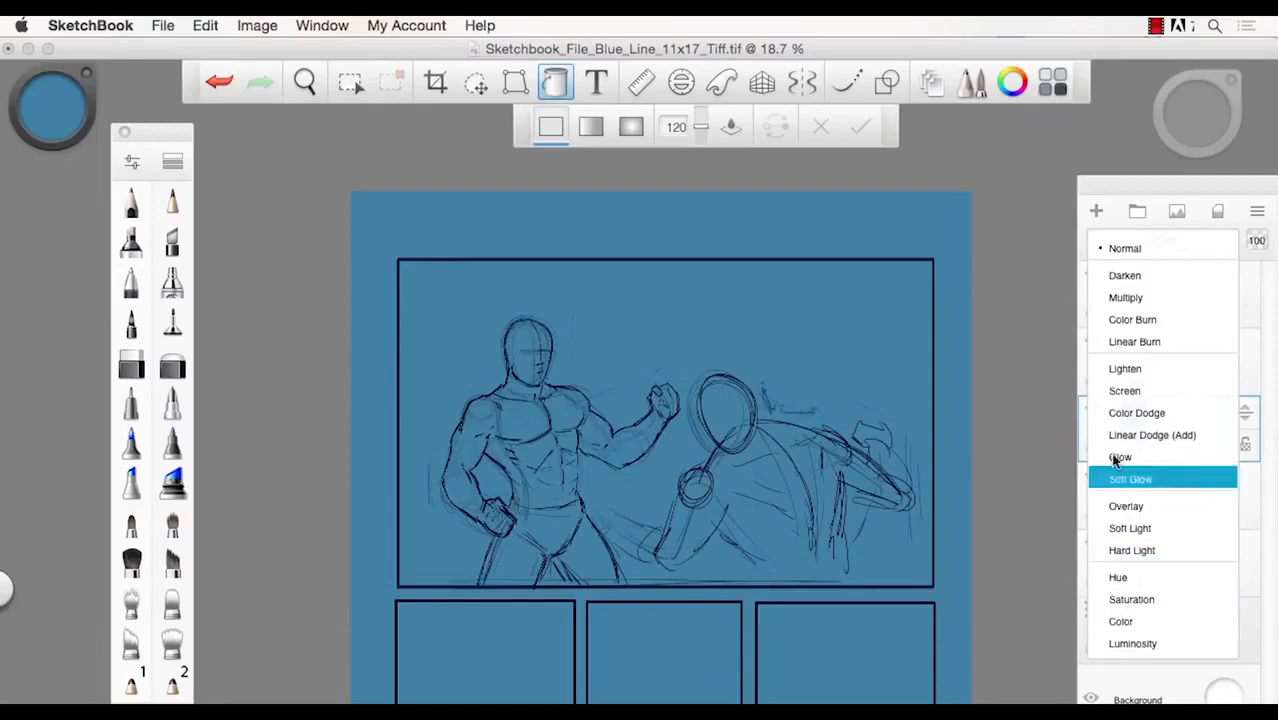 SketchBook File Edit Image Window My Account Help
Sketchbook_File_Blue_Line_11x17_Tiff.tif @ 18.7 %
T
120
100
Normal
Darken
Multiply
Color Burn
Linear Burn
Lighten
Screen
Color Dodge
Linear Dodge (Add)
Glow
Soft Glow
Overlay
Soft Light
Hard Light
Hue
Saturation
Color
Luminosity
1 2
Background